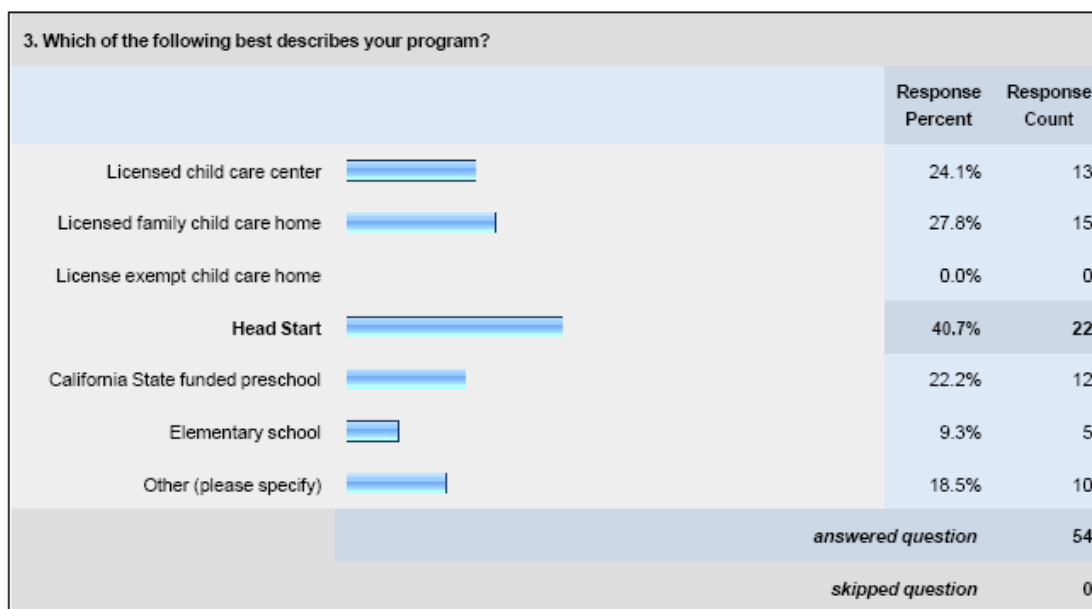 3. Which of the following best describes your program?
Response Percent
Response Count
Licensed child care center 24.1% 13
Licensed family child care home 27.8% 15
License exempt child care home 0.0% 0
Head Start 40.7% 22
California State funded preschool 22.2% 12
Elementary school 9.3% 5
Other (please specify) 18.5% 10
answered question 54
skipped question 0